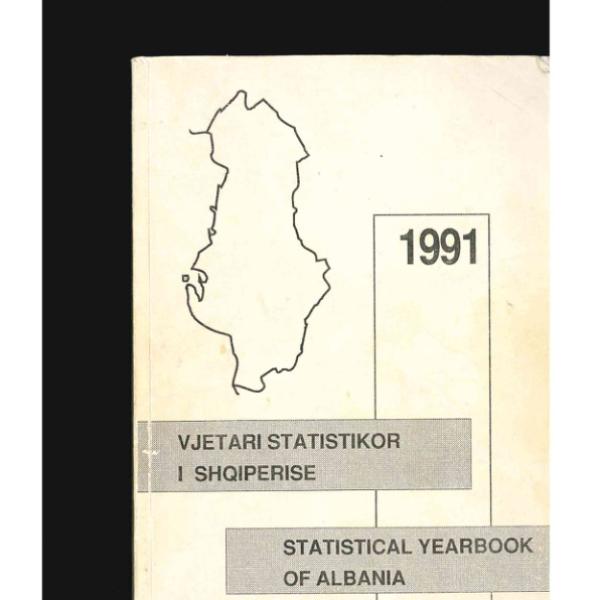 1991
VJETARI STATISTIKOR
I SHQIPERISE
STATISTICAL YEARBOOK
OF ALBANIA